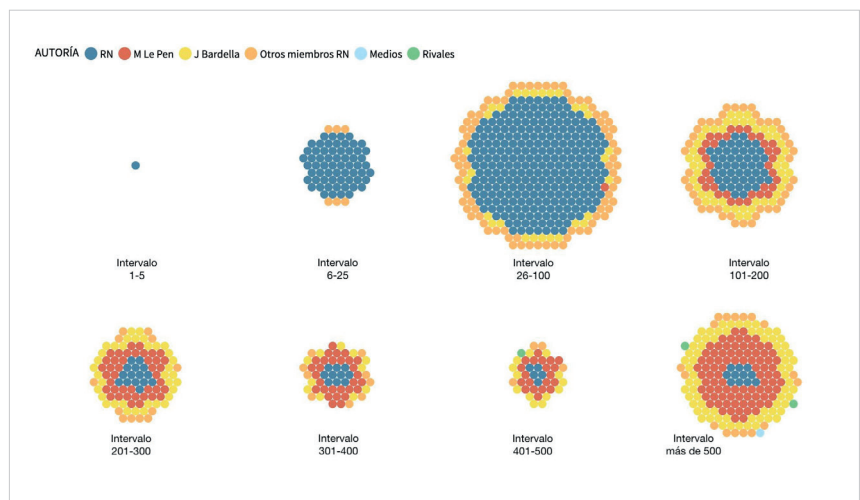 AUTORÍA RN M Le Pen J Bardella Otros miembros RN Medios Rivales
Intervalo
1-5
Intervalo
6-25
Intervalo
26-100
Intervalo
101-200
Intervalo
201-300
Intervalo
301-400
Intervalo
401-500
Intervalo
más de 500